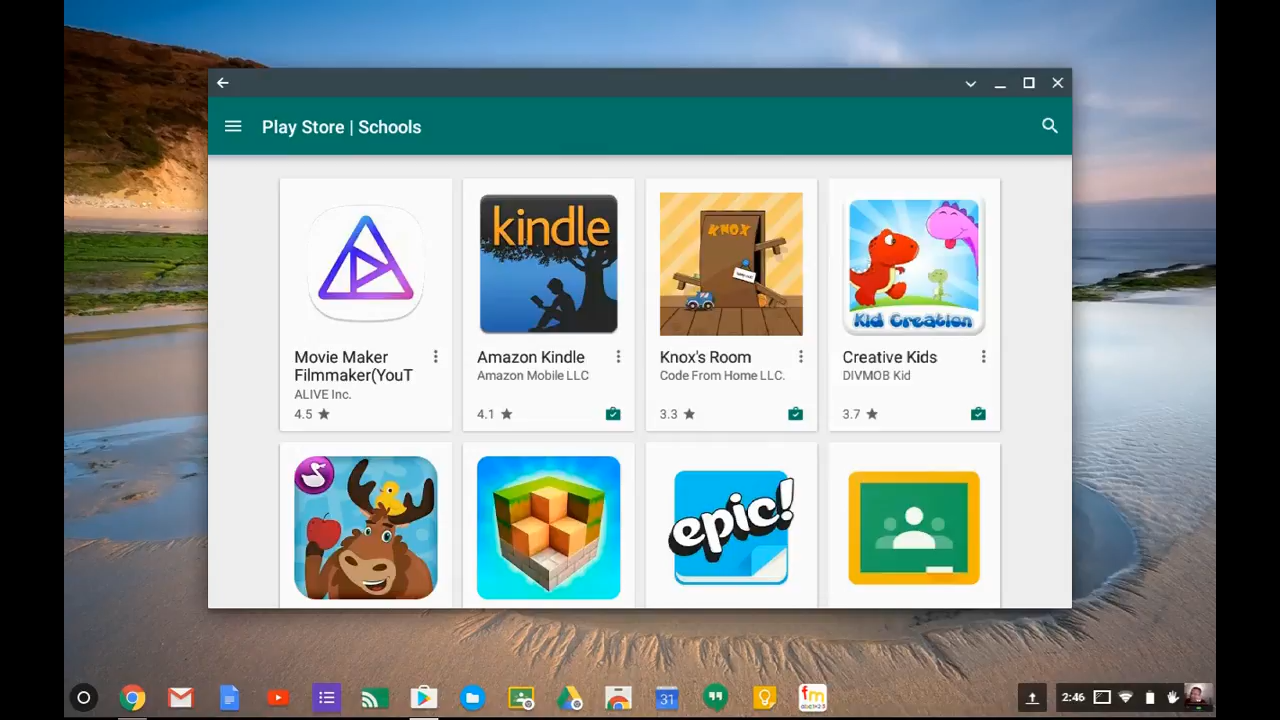 Play Store | Schools
kindle
KNOX
Kid Creation
Movie Maker
Filmmaker(YouT
ALIVE Inc.
4.5
Amazon Kindle
Amazon Mobile LLC
4.1
Knox's Room
Code From Home LLC.
3.3
Creative Kids
DIVMOB Kid
3.7
epic!
31
fm
2:46